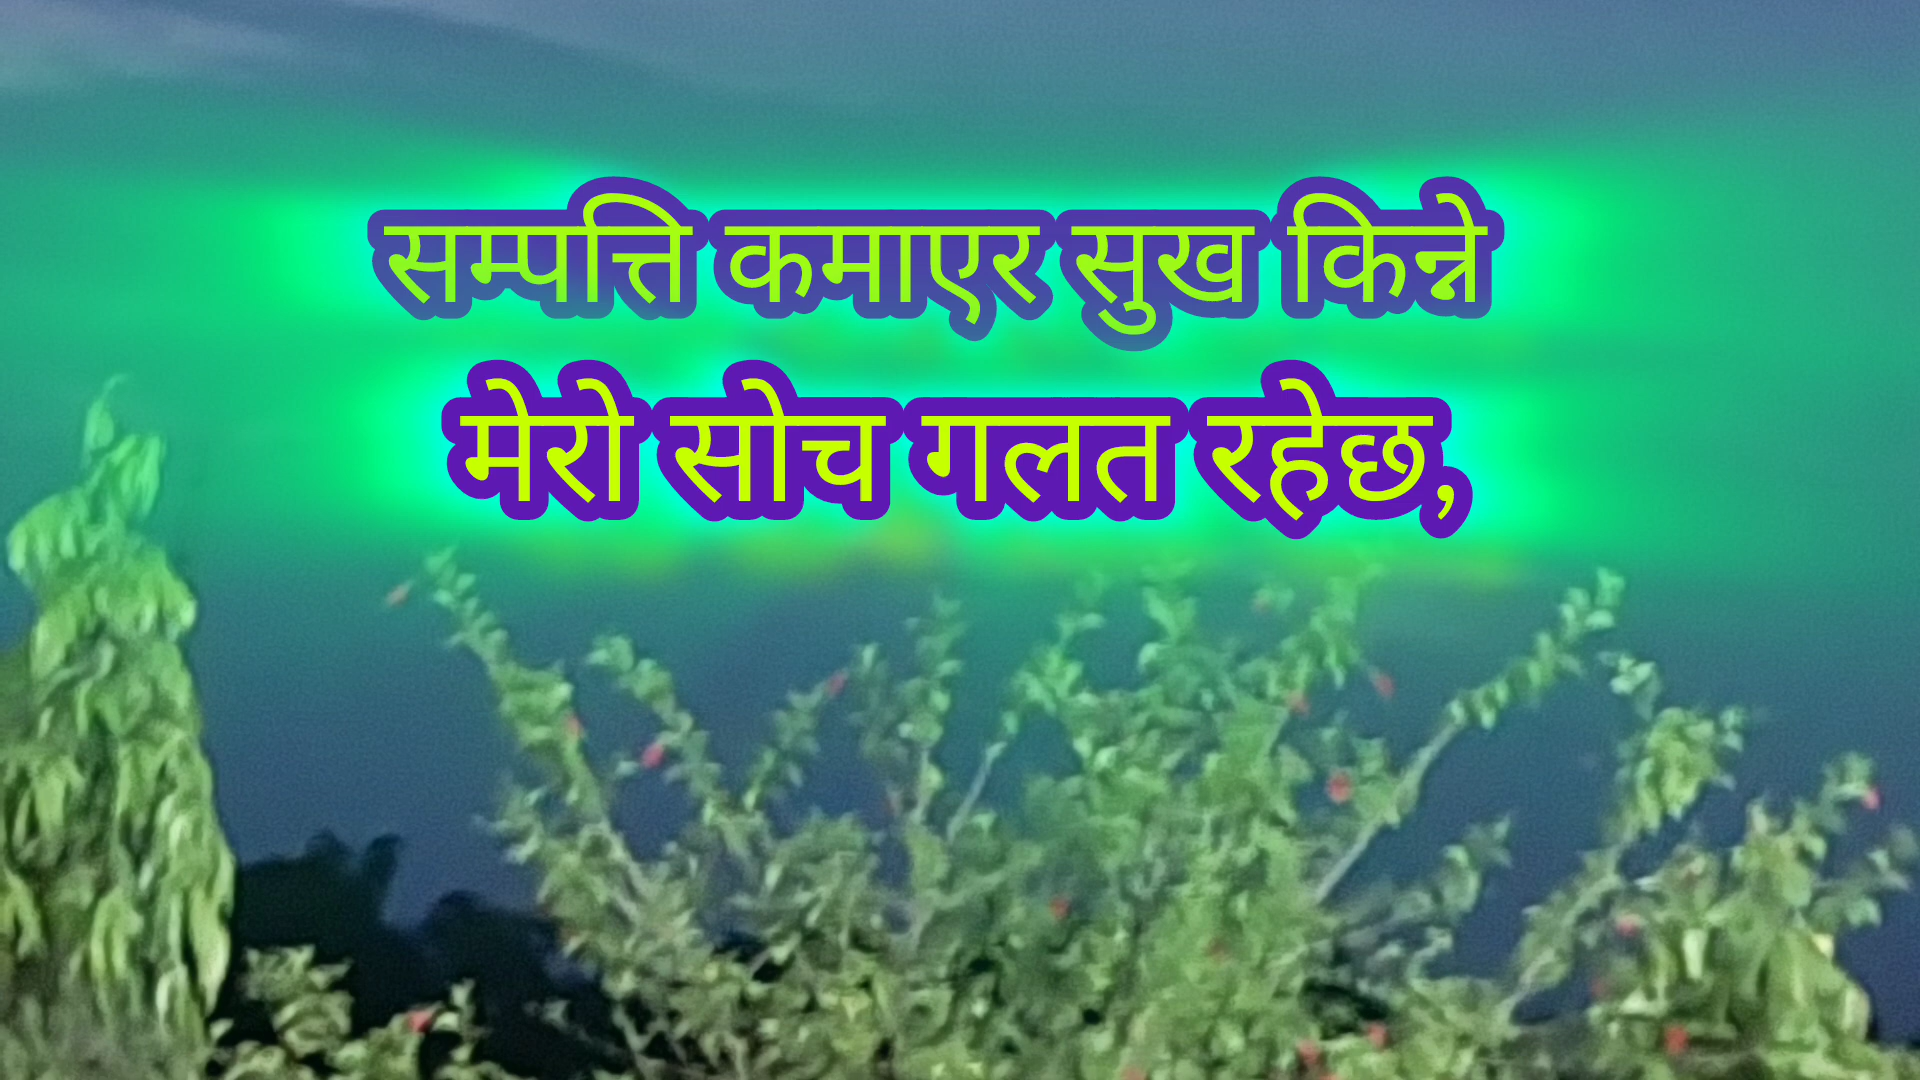 सम्पत्ति कमाएर सुख किन्ने
मेरो सोच गलत रहेछ,